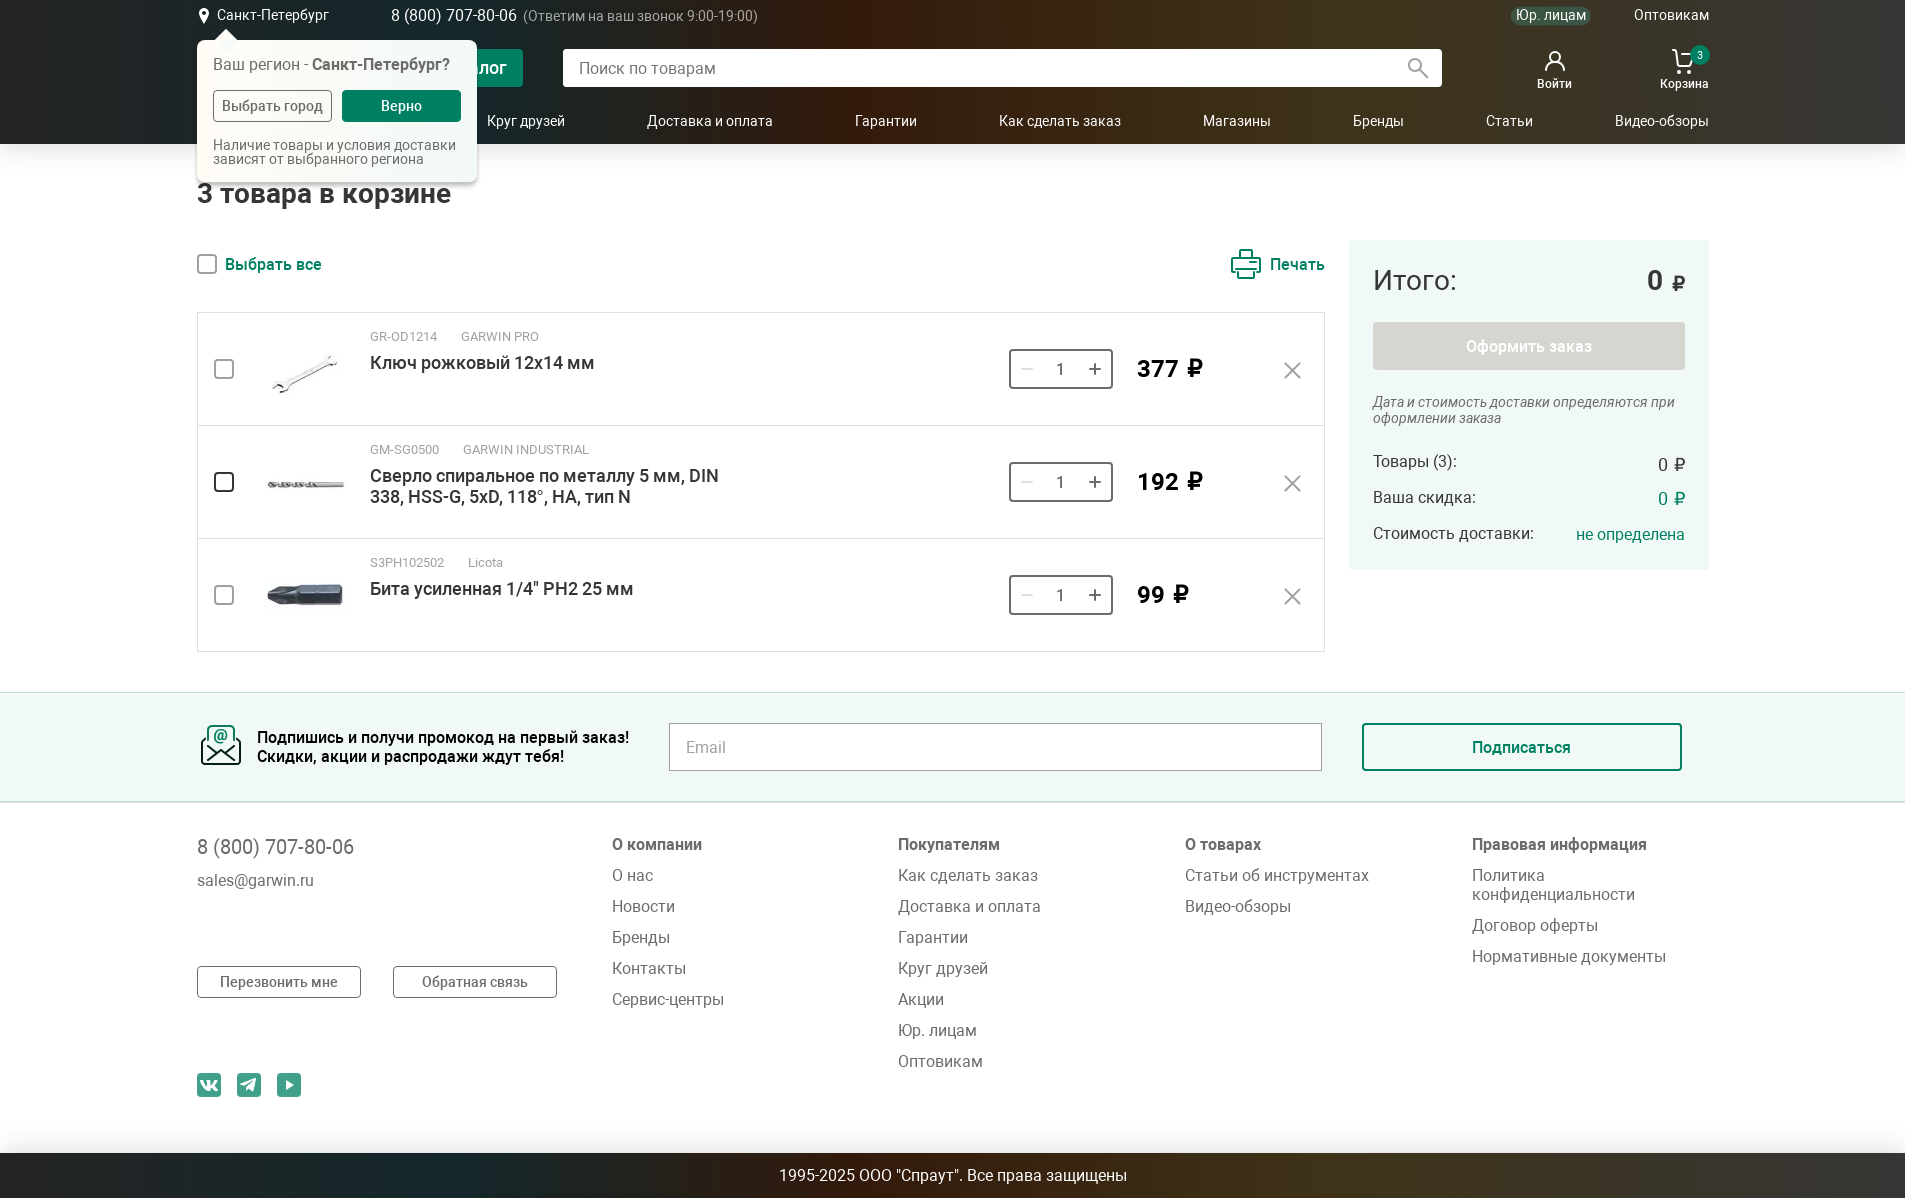 Санкт-Петербург
8 (800) 707-80-06 (Ответим на ваш звонок 9:00-19:00)
Юр. лицам
Оптовикам
Ваш регион - Санкт-Петербург?
Выбрать город
Верно
Наличие товары и условия доставки
зависят от выбранного региона
Поиск по товарам
Войти
3
Корзина
Круг друзей
Доставка и оплата
Гарантии
Как сделать заказ
Магазины
Бренды
Статьи
Видео-обзоры
3 товара в корзине
Выбрать все
Печать
GR-OD1214 GARWIN PRO
Ключ рожковый 12х14 мм
1
377 ₽
GM-SG0500 GARWIN INDUSTRIAL
Сверло спиральное по металлу 5 мм, DIN
338, HSS-G, 5xD, 118°, HA, тип N
1
192 ₽
S3PH102502 Licota
Бита усиленная 1/4" PH2 25 мм
1
99 ₽
Итого: 0 ₽
Оформить заказ
Дата и стоимость доставки определяются при
оформлении заказа
Товары (3): 0 ₽
Ваша скидка: 0 ₽
Стоимость доставки: не определена
@
Подпишись и получи промокод на первый заказ!
Скидки, акции и распродажи ждут тебя!
Email
Подписаться
8 (800) 707-80-06
sales@garwin.ru
Перезвонить мне
Обратная связь
О компании
О нас
Новости
Бренды
Контакты
Сервис-центры
Покупателям
Как сделать заказ
Доставка и оплата
Гарантии
Круг друзей
Акции
Юр. лицам
Оптовикам
О товарах
Статьи об инструментах
Видео-обзоры
Правовая информация
Политика
конфиденциальности
Договор оферты
Нормативные документы
1995-2025 ООО "Спраут". Все права защищены